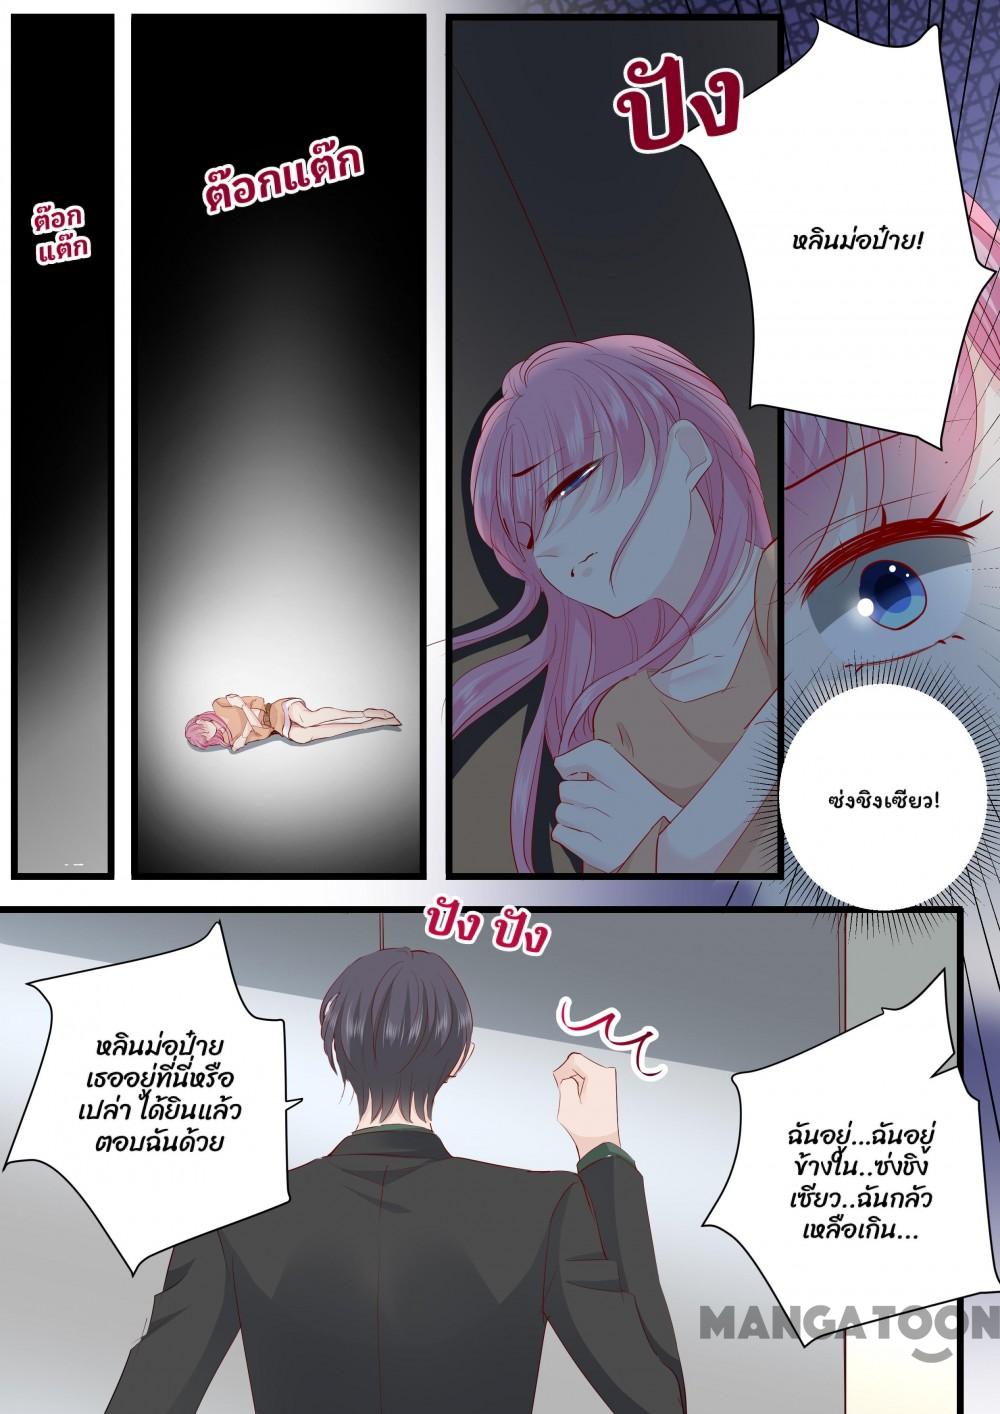 ต๊อก
แต๊ก
ต๊อกแต๊ก
ปัง
หลินม่อป๋าย!
ซ่งชิงเซียว!
ปัง ปัง
หลินม่อป๋าย
เธออยู่ที่นี่หรือ
เปล่า ได้ยินแล้ว
ตอบฉันด้วย
ฉันอยู่...ฉันอยู่
ข้างใน..ซ่งชิง
เซียว..ฉันกลัว
เหลือเกิน...
MANGATOON